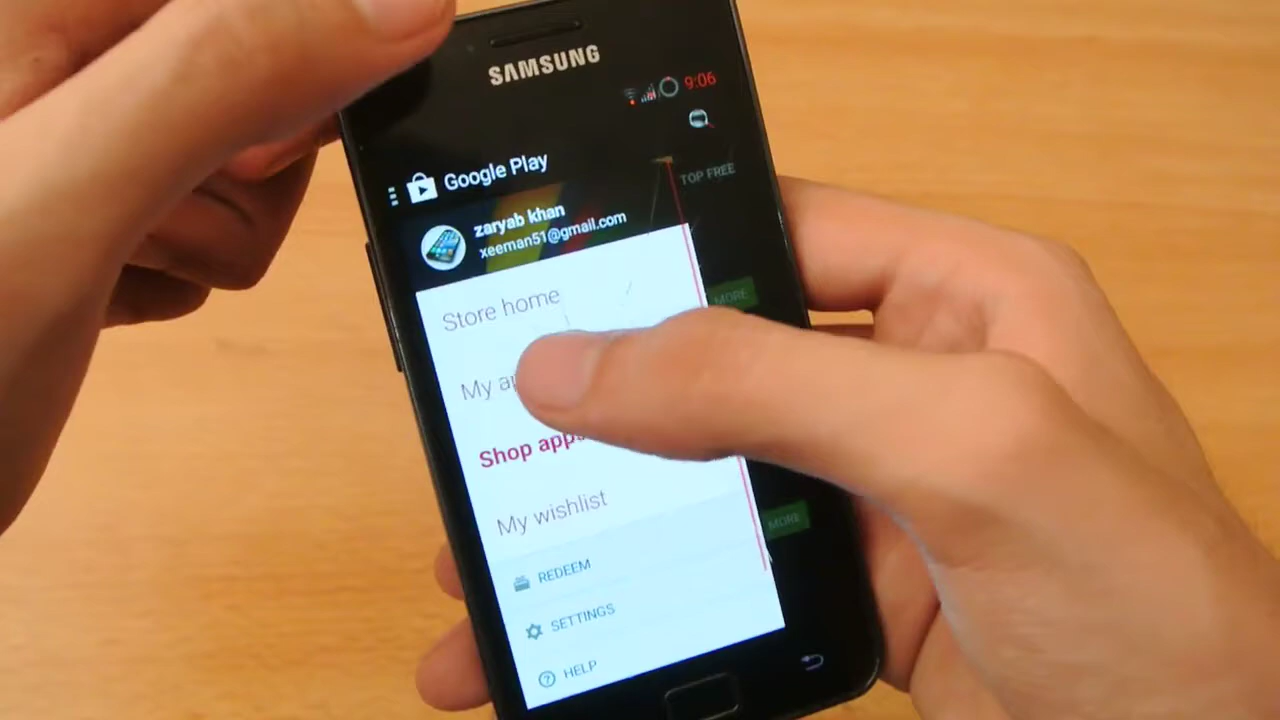 SAMSUNG
9:06
Google Play
TOP FREE
zaryab khan
xeeman51@gmail.com
Store home
MORE
My
Shop apps
My wishlist
MORE
REDEEM
SETTINGS
HELP